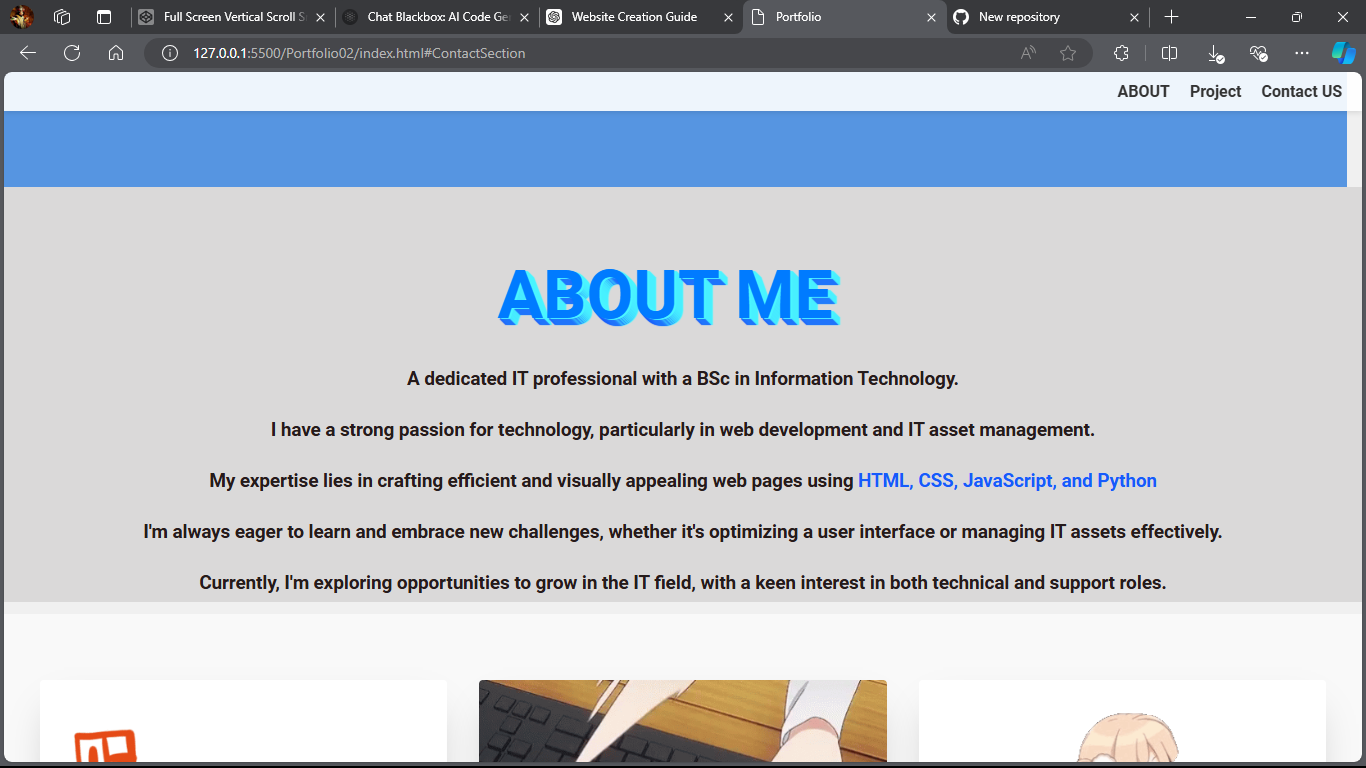 Full Screen Vertical Scroll S
Chat Blackbox: AI Code Ge
Website Creation Guide
Portfolio
New repository
127.0.0.1:5500/Portfolio02/index.html#ContactSection
ABOUT Project Contact US
ABOUT ME
A dedicated IT professional with a BSc in Information Technology.
I have a strong passion for technology, particularly in web development and IT asset management.
My expertise lies in crafting efficient and visually appealing web pages using HTML, CSS, JavaScript, and Python
I'm always eager to learn and embrace new challenges, whether it's optimizing a user interface or managing IT assets effectively.
Currently, I'm exploring opportunities to grow in the IT field, with a keen interest in both technical and support roles.